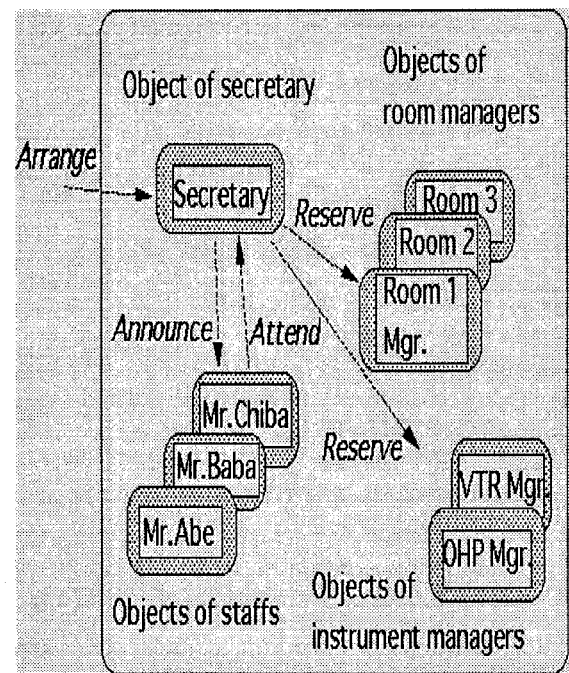 Objects of
room managers
Object of secretary
Arrange
Secretary
Reserve
Room 3
Room 2
Room 1
Mgr.
Announce
Attend
Mr.Chiba
Mr.Baba
Mr.Abe
Reserve
VTR Mgr.
OHP Mgr.
Objects of staffs
Objects of
instrument managers